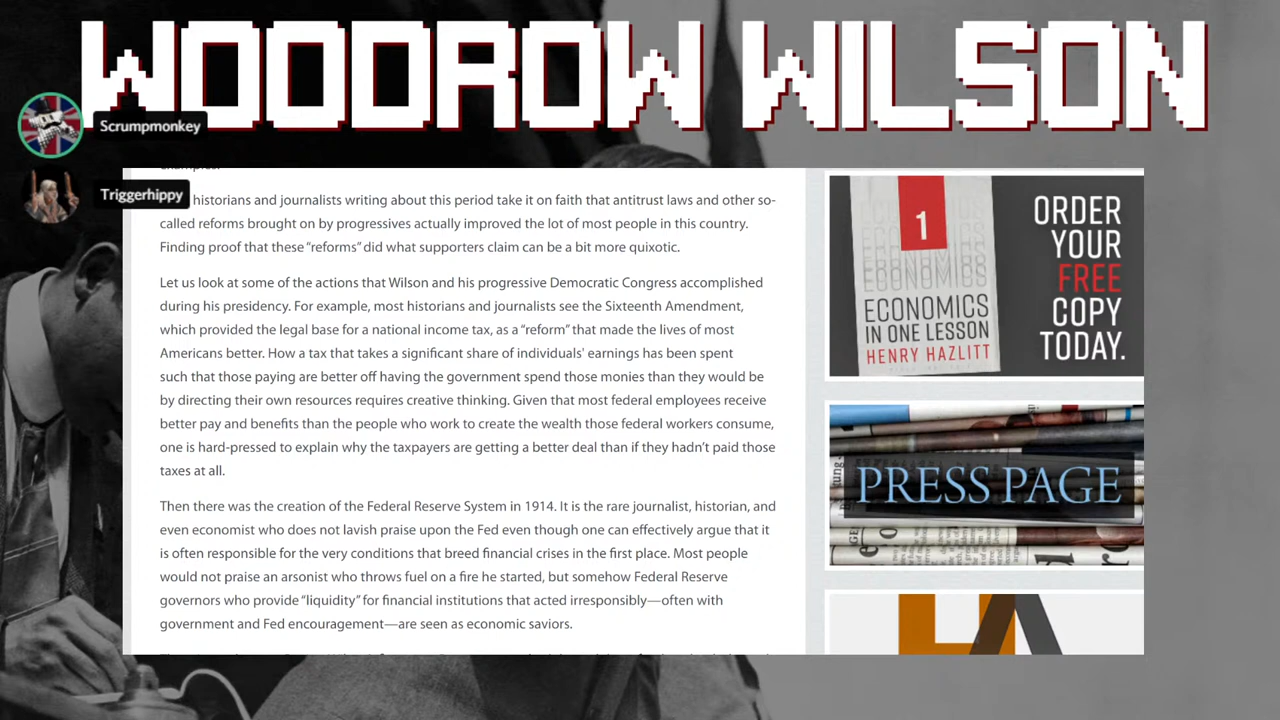 WOODROW WILSON
Scrumpmonkey
Triggerhippy
historians and journalists writing about this period take it on faith that antitrust laws and other so-
called reforms brought on by progressives actually improved the lot of most people in this country.
Finding proof that these “reforms” did what supporters claim can be a bit more quixotic.
Let us look at some of the actions that Wilson and his progressive Democratic Congress accomplished
during his presidency. For example, most historians and journalists see the Sixteenth Amendment,
which provided the legal base for a national income tax, as a “reform” that made the lives of most
Americans better. How a tax that takes a significant share of individuals' earnings has been spent
such that those paying are better off having the government spend those monies than they would be
by directing their own resources requires creative thinking. Given that most federal employees receive
better pay and benefits than the people who work to create the wealth those federal workers consume,
one is hard-pressed to explain why the taxpayers are getting a better deal than if they hadn’t paid those
taxes at all.
Then there was the creation of the Federal Reserve System in 1914. It is the rare journalist, historian, and
even economist who does not lavish praise upon the Fed even though one can effectively argue that it
is often responsible for the very conditions that breed financial crises in the first place. Most people
would not praise an arsonist who throws fuel on a fire he started, but somehow Federal Reserve
governors who provide “liquidity” for financial institutions that acted irresponsibly—often with
government and Fed encouragement—are seen as economic saviors.
1
ECONOMICS
ECONOMICS
IN ONE LESSON
HENRY HAZLITT
ORDER
YOUR
FREE
COPY
TODAY.
PRESS PAGE